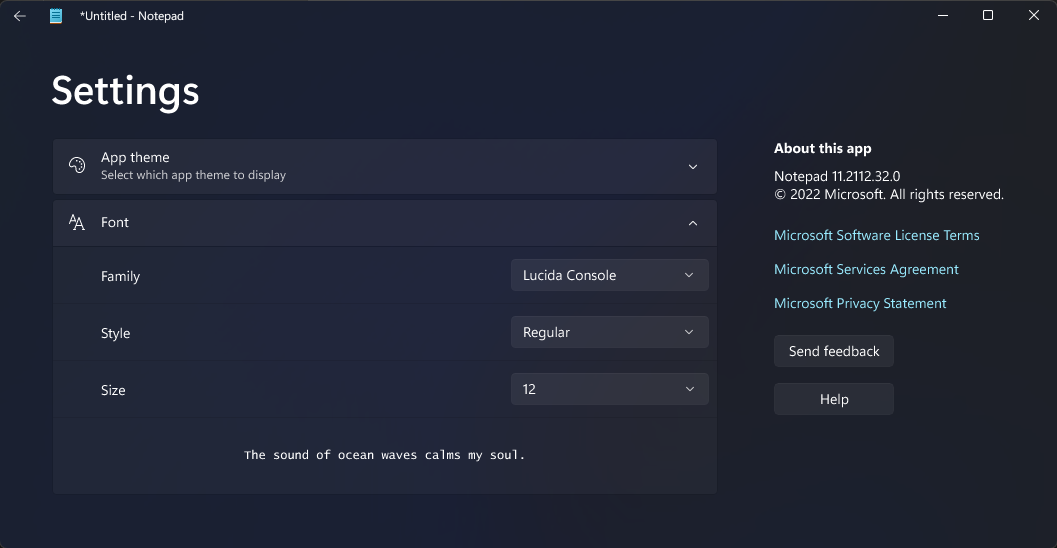 *Untitled - Notepad
Settings
App theme
Select which app theme to display
Font
Family
Lucida Console
Style
Regular
Size
12
The sound of ocean waves calms my soul.
About this app
Notepad 11.2112.32.0
© 2022 Microsoft. All rights reserved.
Microsoft Software License Terms
Microsoft Services Agreement
Microsoft Privacy Statement
Send feedback
Help